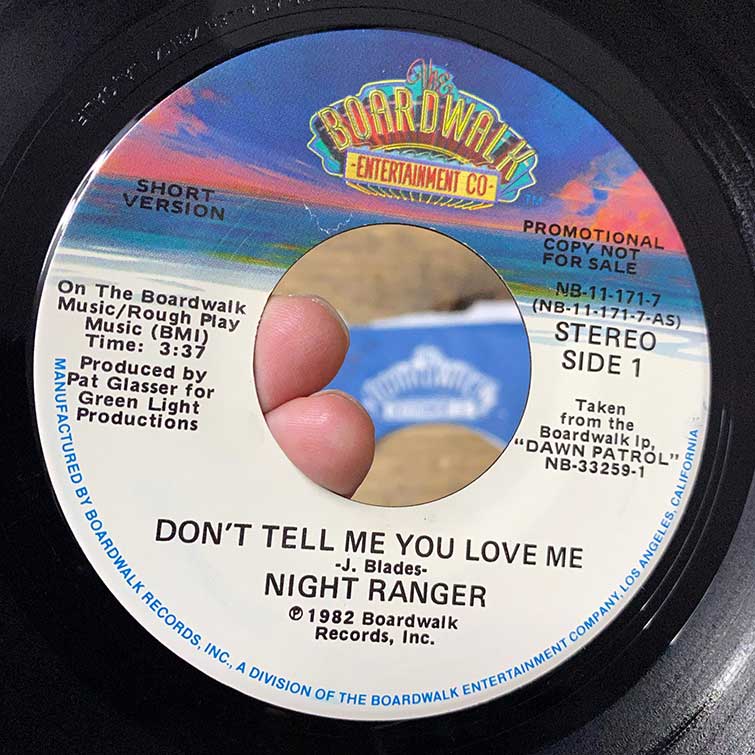 The
BOARDWALK
-ENTERTAINMENT CO-
TM
SHORT
VERSION
PROMOTIONAL
COPY NOT
FOR SALE
NB-11-171-7
(NB-11-171-7-AS)
STEREO
SIDE 1
On The Boardwalk
Music/Rough Play
Music (BMI)
Time: 3:37
Produced by
Pat Glasser for
Green Light
Productions
Taken
from the
Boardwalk lp,
"DAWN PATROL"
NB-33259-1
DON'T TELL ME YOU LOVE ME
-J. Blades-
NIGHT RANGER
℗1982 Boardwalk
Records, Inc.
MANUFACTURED BY BOARDWALK RECORDS, INC., A DIVISION OF THE BOARDWALK ENTERTAINMENT COMPANY, LOS ANGELES, CALIFORNIA